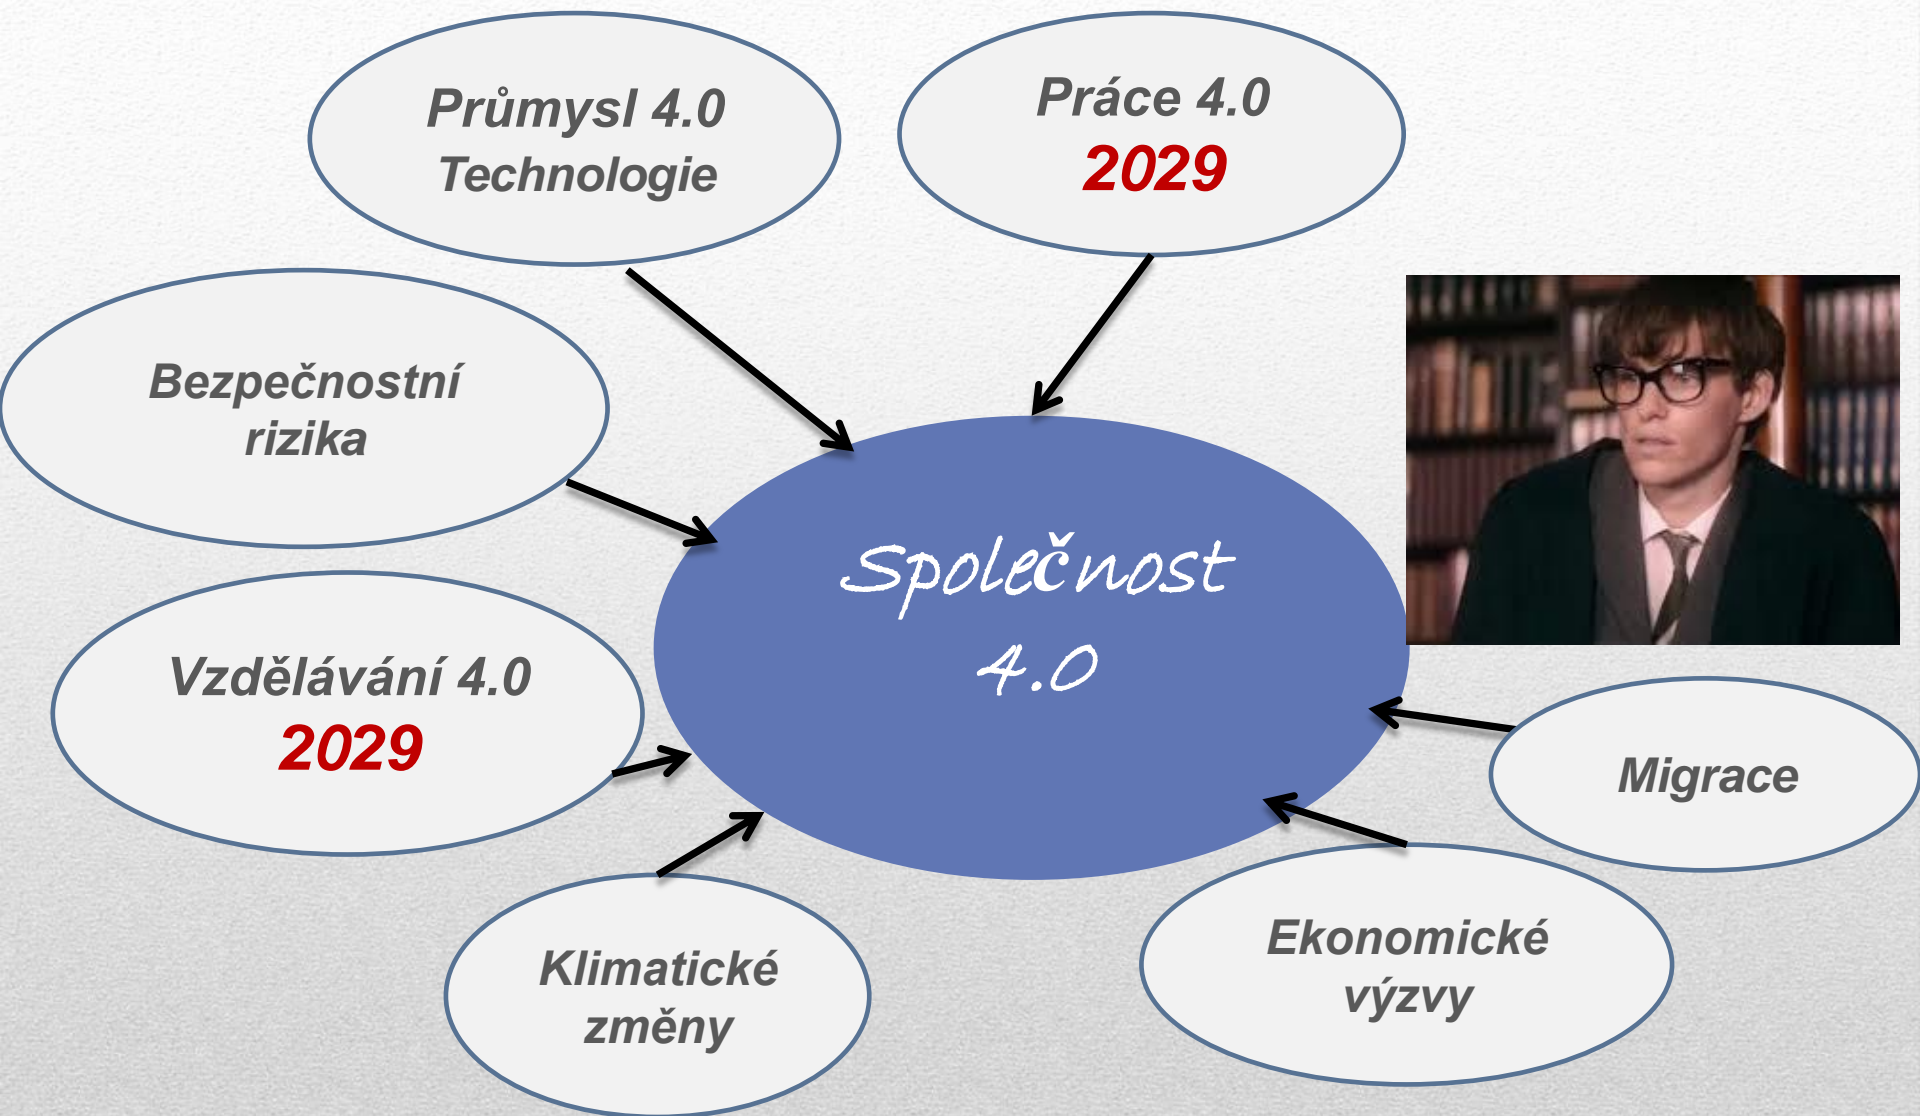 Průmysl 4.0
Technologie
Práce 4.0
2029
Bezpečnostní
rizika
Společnost
4.0
Vzdělávání 4.0
2029
Migrace
Klimatické
změny
Ekonomické
výzvy